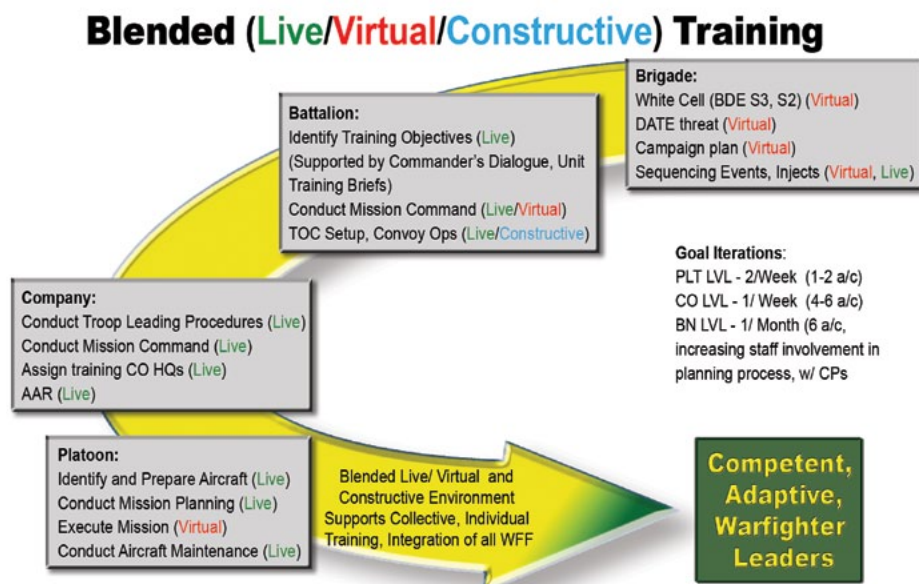 Blended (Live/Virtual/Constructive) Training
Brigade:
White Cell (BDE S3, S2) (Virtual)
DATE threat (Virtual)
Campaign plan (Virtual)
Sequencing Events, Injects (Virtual, Live)
Battalion:
Identify Training Objectives (Live)
(Supported by Commander's Dialogue, Unit
Training Briefs)
Conduct Mission Command (Live/Virtual)
TOC Setup, Convoy Ops (Live/Constructive)
Goal Iterations:
PLT LVL - 2/Week (1-2 a/c)
CO LVL - 1/ Week (4-6 a/c)
BN LVL - 1/ Month (6 a/c,
increasing staff involvement in
planning process, w/ CPs
Company:
Conduct Troop Leading Procedures (Live)
Conduct Mission Command (Live)
Assign training CO HQs (Live)
AAR (Live)
Platoon:
Identify and Prepare Aircraft (Live)
Conduct Mission Planning (Live)
Execute Mission (Virtual)
Conduct Aircraft Maintenance (Live)
Blended Live/ Virtual and
Constructive Environment
Supports Collective, Individual
Training, Integration of all WFF
Competent,
Adaptive,
Warfighter
Leaders